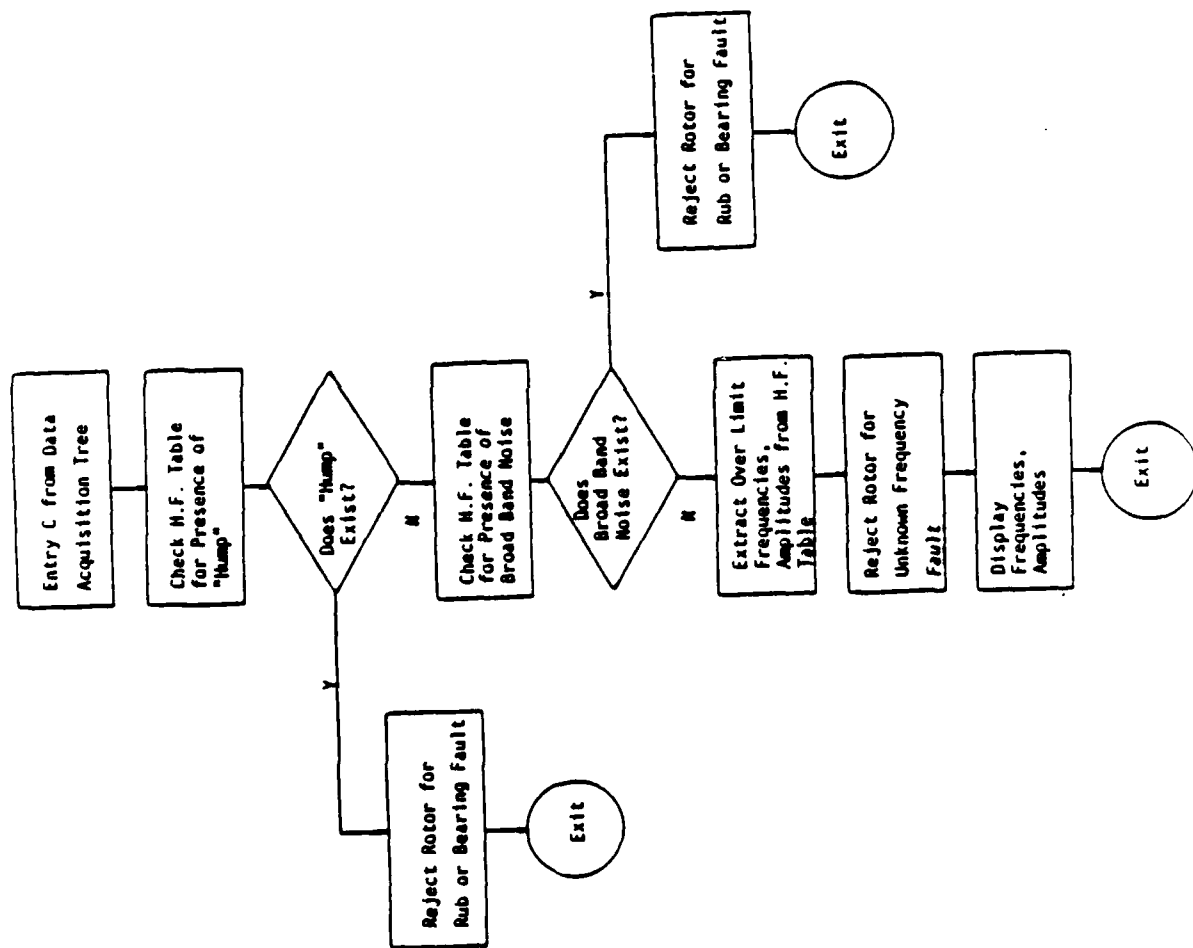 Entry C from Data
Acquisition Tree
Check H.F. Table
for Presence of
"Hump"
Does "Hump"
Exist?
Y
Reject Rotor for
Rub or Bearing Fault
Exit
N
Check H.F. Table
for Presence of
Broad Band Noise
Does
Broad Band
Noise Exist?
Y
Reject Rotor for
Rub or Bearing Fault
Exit
N
Extract Over Limit
Frequencies,
Amplitudes from H.F.
Table
Reject Rotor for
Unknown Frequency
Fault
Display
Frequencies,
Amplitudes
Exit